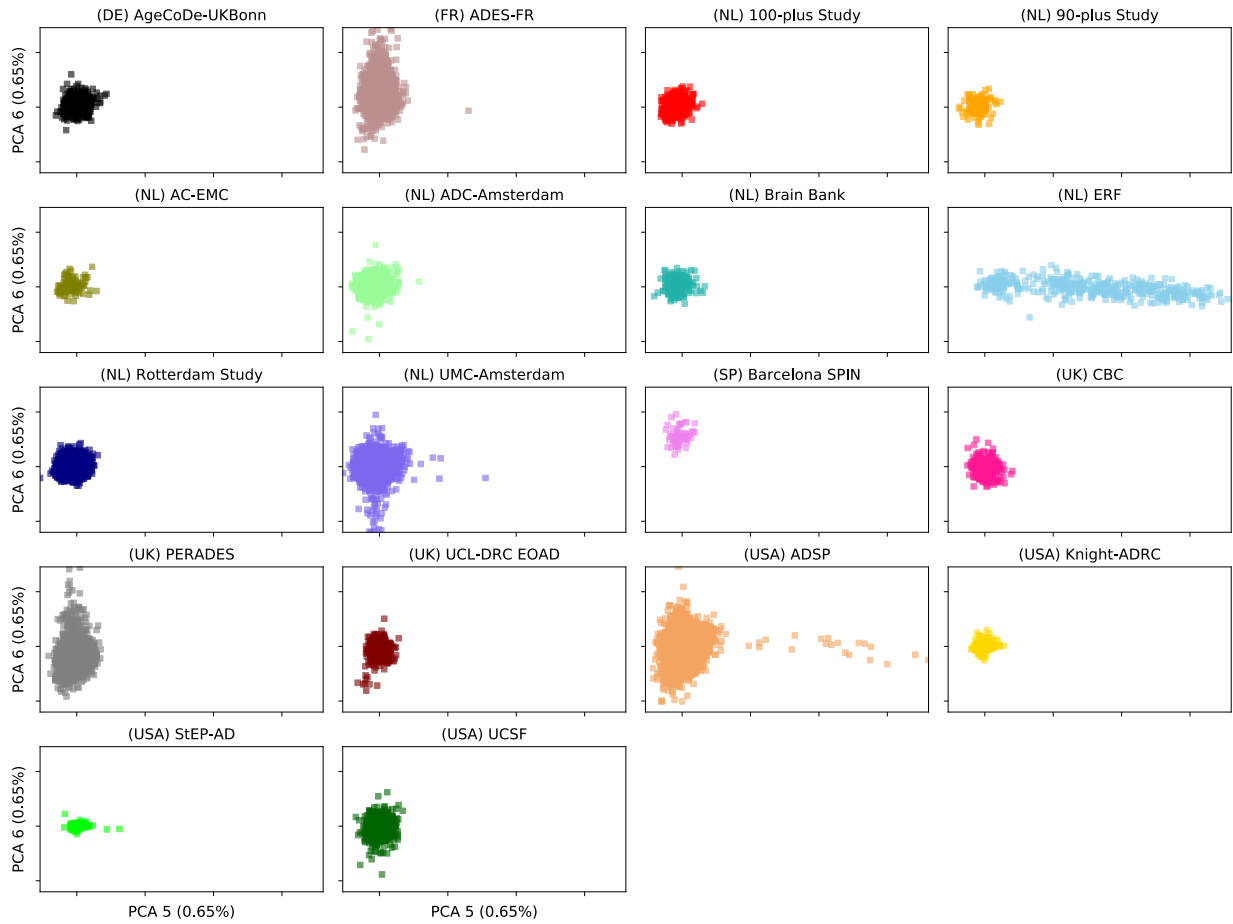 (DE) AgeCoDe-UKBonn
(FR) ADES-FR
(NL) 100-plus Study
(NL) 90-plus Study
PCA 6 (0.65%)
(NL) AC-EMC
(NL) ADC-Amsterdam
(NL) Brain Bank
(NL) ERF
PCA 6 (0.65%)
(NL) Rotterdam Study
(NL) UMC-Amsterdam
(SP) Barcelona SPIN
(UK) CBC
PCA 6 (0.65%)
(UK) PERADES
(UK) UCL-DRC EOAD
(USA) ADSP
(USA) Knight-ADRC
PCA 6 (0.65%)
(USA) StEP-AD
(USA) UCSF
PCA 6 (0.65%)
PCA 5 (0.65%)
PCA 5 (0.65%)